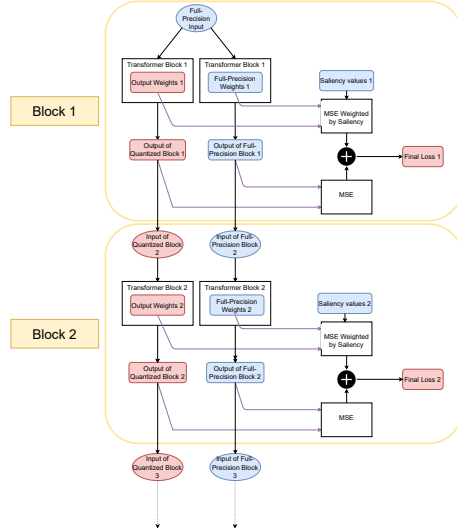 Full-
Precision
Input
Block 1
Transformer Block 1
Output Weights 1
Transformer Block 1
Full-Precision
Weights 1
Saliency values 1
MSE Weighted
by Saliency
Output of
Quantized Block 1
Output of Full-
Precision Block 1
Final Loss 1
MSE
Input of
Quantized Block
2
Input of Full-
Precision Block
2
Block 2
Transformer Block 2
Output Weights 2
Transformer Block 2
Full-Precision
Weights 2
Saliency values 2
MSE Weighted
by Saliency
Output of
Quantized Block 2
Output of Full-
Precision Block 2
Final Loss 2
MSE
Input of
Quantized Block
3
Input of Full-
Precision Block
3